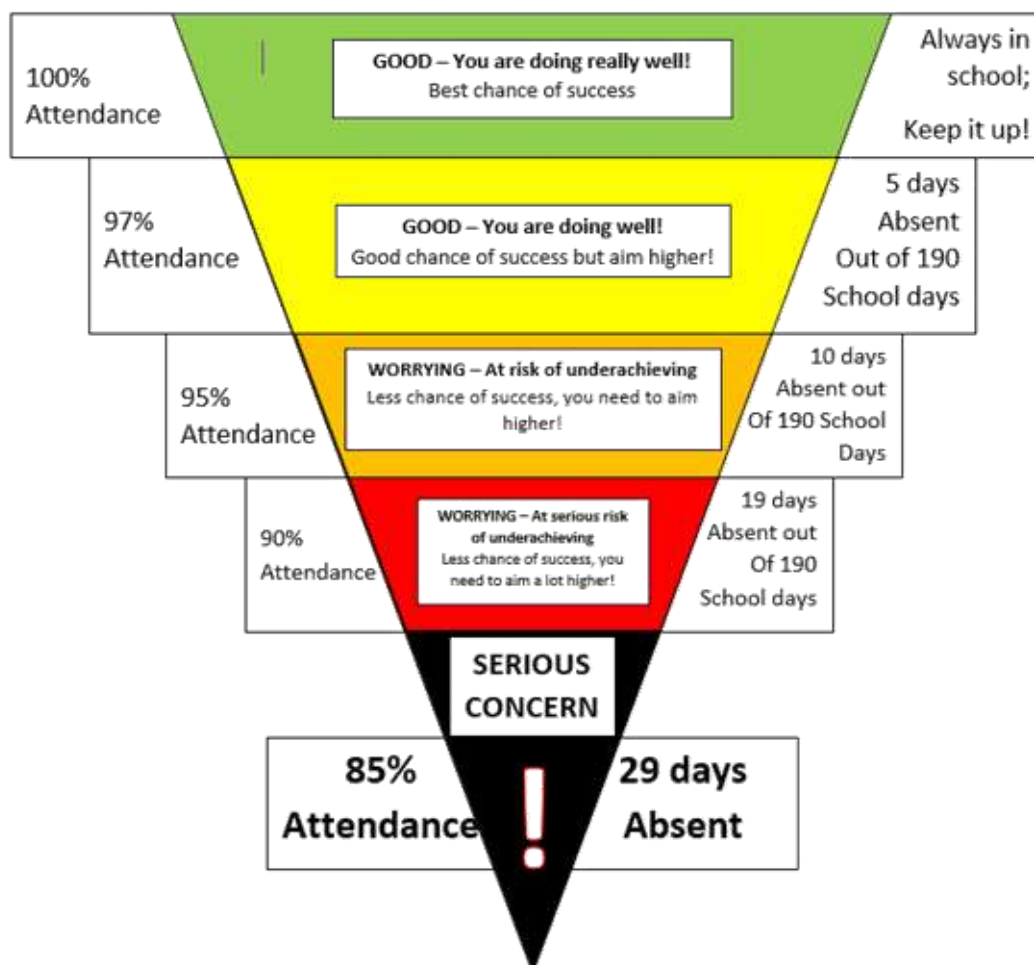 100%
Attendance
GOOD – You are doing really well!
Best chance of success
Always in
school;
Keep it up!
97%
Attendance
GOOD – You are doing well!
Good chance of success but aim higher!
5 days
Absent
Out of 190
School days
95%
Attendance
WORRYING – At risk of underachieving
Less chance of success, you need to aim
higher!
10 days
Absent out
Of 190 School
Days
90%
Attendance
WORRYING – At serious risk
of underachieving
Less chance of success, you
need to aim a lot higher!
19 days
Absent out
Of 190
School days
SERIOUS
CONCERN
85%
Attendance
!
29 days
Absent